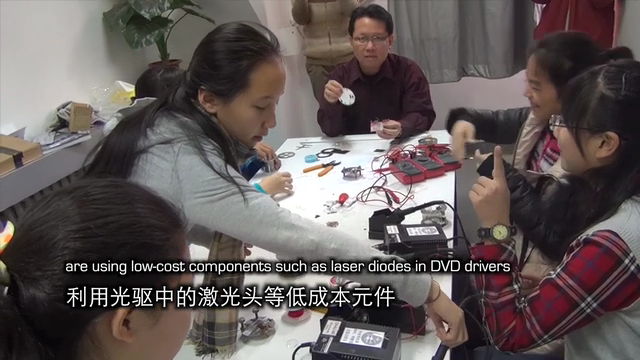 are using low-cost components such as laser diodes in DVD drivers
利用光驱中的激光头等低成本元件